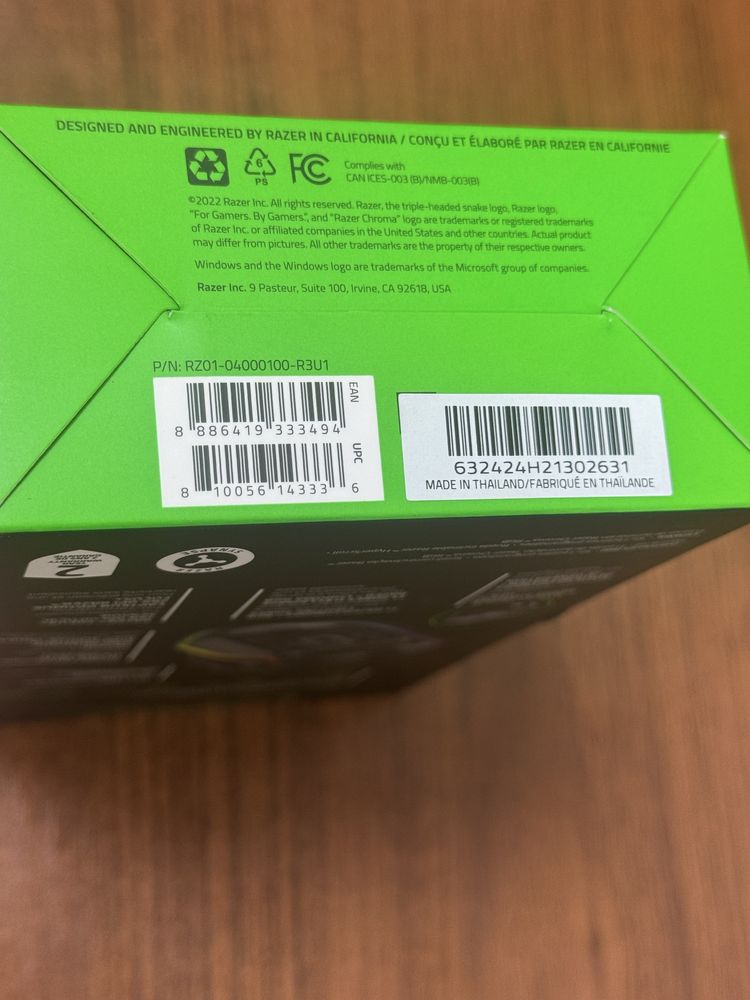 DESIGNED AND ENGINEERED BY RAZER IN CALIFORNIA / CONÇU ET ÉLABORÉ PAR RAZER EN CALIFORNIE
6
PS
FC
Complies with
CAN ICES-003 (B)/NMB-003(B)
©2022 Razer Inc. All rights reserved. Razer, the triple-headed snake logo, Razer logo,
"For Gamers. By Gamers.", and "Razer Chroma" logo are trademarks or registered trademarks
of Razer Inc. or affiliated companies in the United States and other countries. Actual product
may differ from pictures. All other trademarks are the property of their respective owners.
Windows and the Windows logo are trademarks of the Microsoft group of companies.
Razer Inc. 9 Pasteur, Suite 100, Irvine, CA 92618, USA
P/N: RZ01-04000100-R3U1
EAN
8 886419 333494
UPC
8 10056 14333 6
632424H21302631
MADE IN THAILAND/FABRIQUÉ EN THAÏLANDE
2
RAZER
SYNAPSE